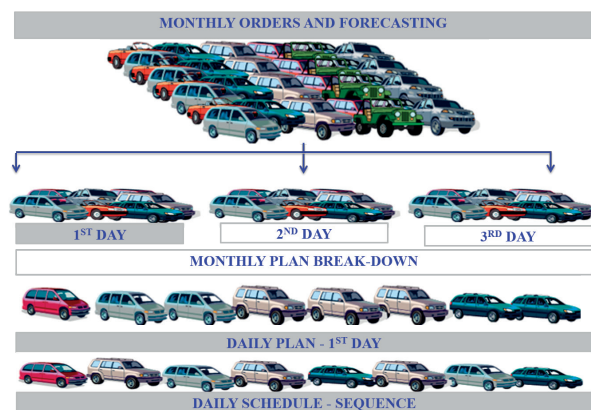 MONTHLY ORDERS AND FORECASTING
1ST DAY
2ND DAY
3RD DAY
MONTHLY PLAN BREAK-DOWN
DAILY PLAN - 1ST DAY
DAILY SCHEDULE - SEQUENCE